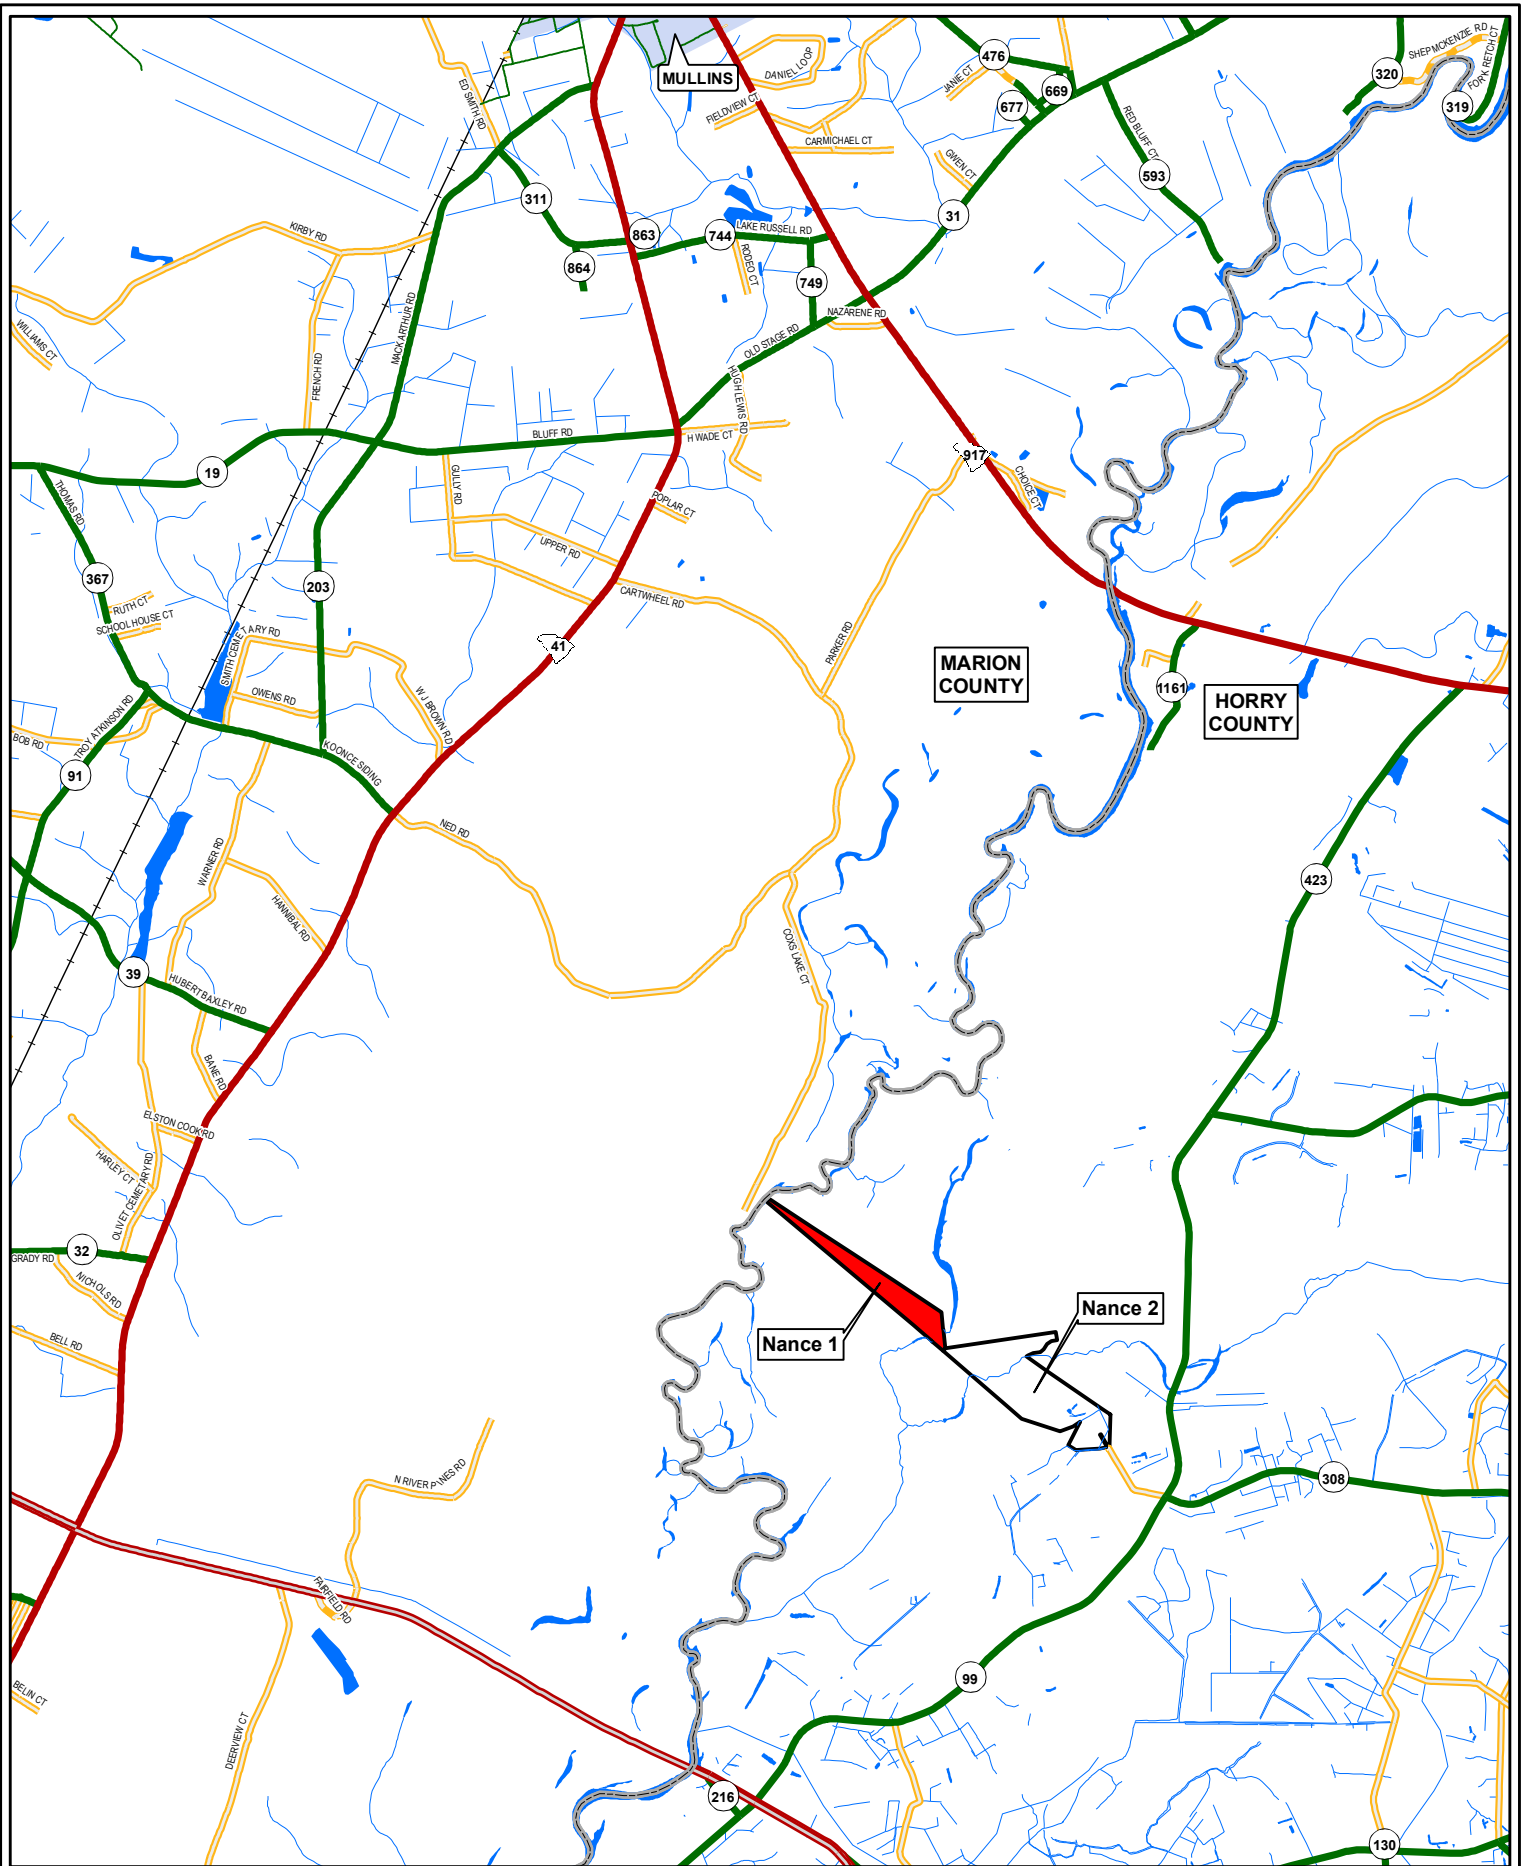 MULLINS
DANIEL LOOP
FIELDVIEW CT
CARMICHAEL CT
ED SMITH RD
JANIE CT
476
669
677
SHEP MCKENZIE RD
FORK RETCH CT
320
319
RED BLUFF CT
593
GWEN CT
31
311
863
864
744
LAKE RUSSELL RD
RODEO CT
749
NAZARENE RD
OLD STAGE RD
KIRBY RD
WILLIAMS CT
FRENCH RD
MACK ARTHUR RD
HUGH LEWIS RD
H WADE CT
BLUFF RD
19
THOMAS RD
GULLY RD
POPLAR CT
UPPER RD
917
CHOICE CT
367
RUTH CT
SCHOOL HOUSE CT
203
CARTWHEEL RD
PARKER RD
41
SMITH CEMETARY RD
OWENS RD
W J BROWN RD
MARION
COUNTY
1161
HORRY
COUNTY
BOB RD
TROY ATKINSON RD
91
KOONCE SIDING
NED RD
WARNER RD
HANNIBAL RD
423
COXS LAKE CT
39
HUBERT BAXLEY RD
BANE RD
ELSTON COOK RD
HARLEY CT
OLIVET CEMETARY RD
32
GRADY RD
NICHOLS RD
BELL RD
Nance 1
Nance 2
N RIVER PINES RD
308
FAIRFIELD RD
BELIN CT
DEERVIEW CT
99
216
130